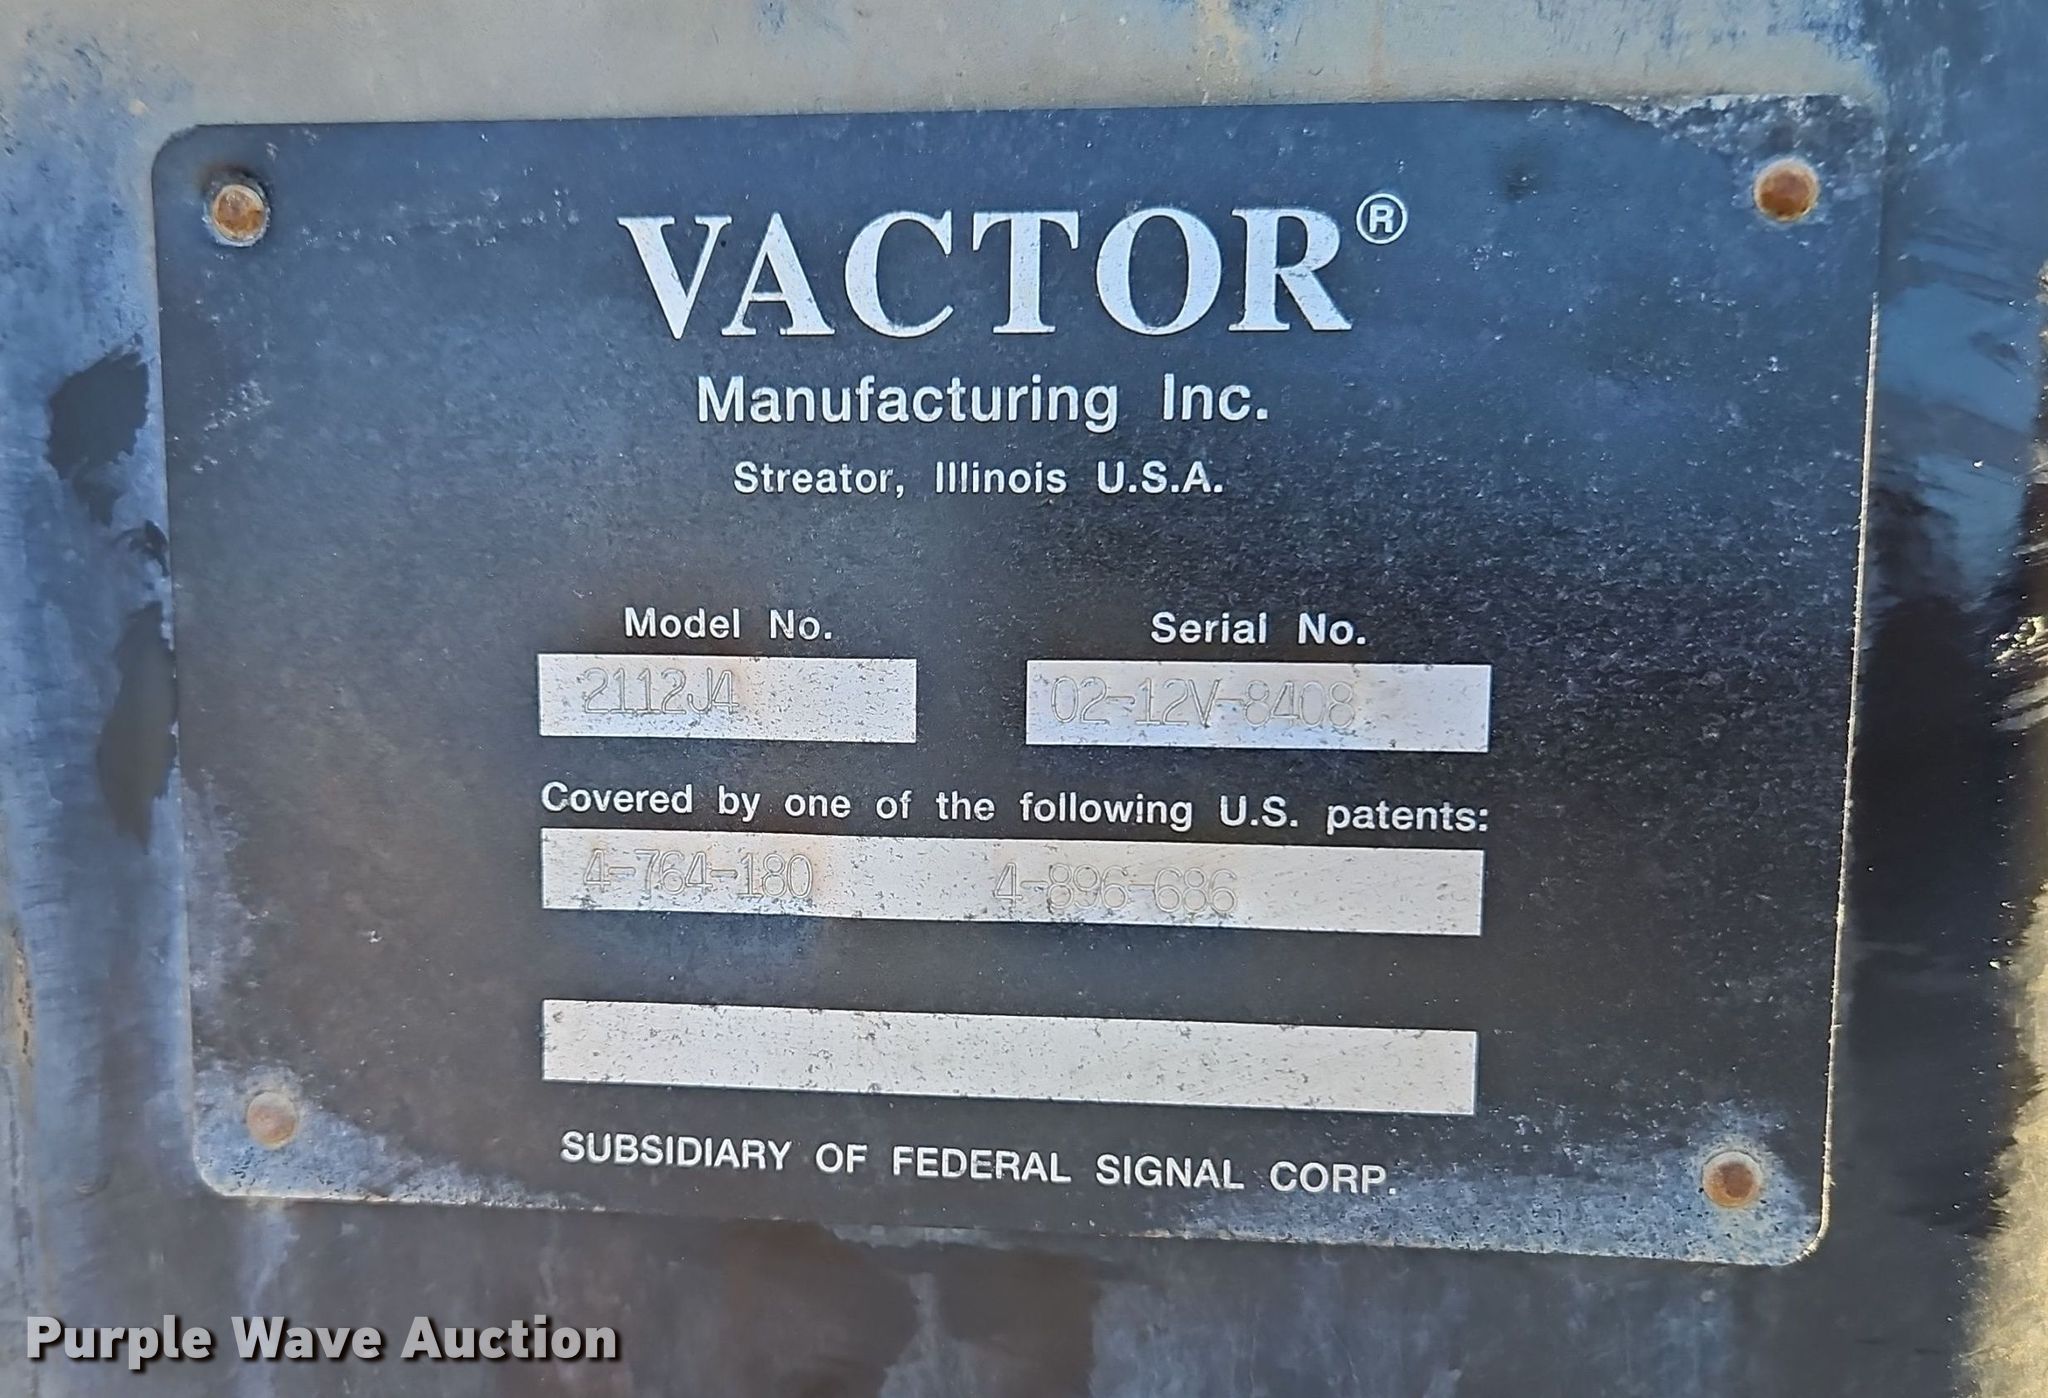 VACTOR®
Manufacturing Inc.
Streator, Illinois U.S.A.
Model No. Serial No.
2112J4 02-12V-8408
Covered by one of the following U.S. patents:
4-764-180 4-896-686
SUBSIDIARY OF FEDERAL SIGNAL CORP.
Purple Wave Auction